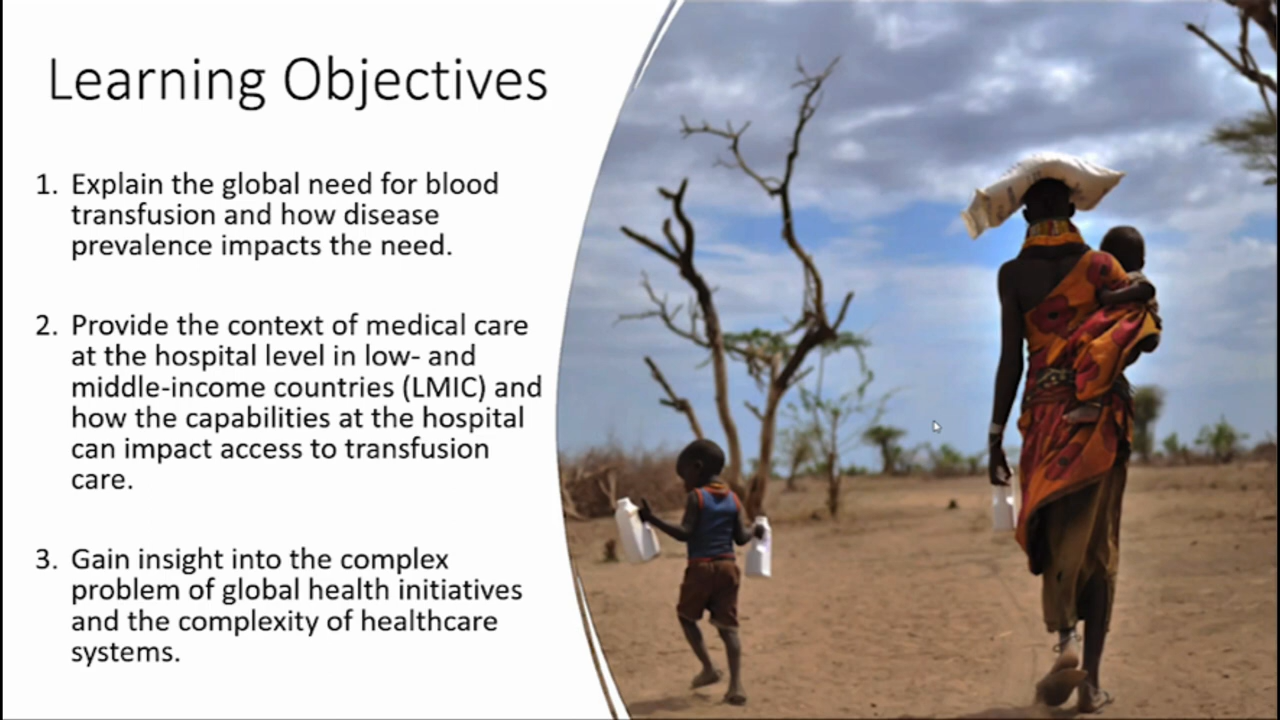 Learning Objectives
1. Explain the global need for blood
transfusion and how disease
prevalence impacts the need.
2. Provide the context of medical care
at the hospital level in low- and
middle-income countries (LMIC) and
how the capabilities at the hospital
can impact access to transfusion
care.
3. Gain insight into the complex
problem of global health initiatives
and the complexity of healthcare
systems.